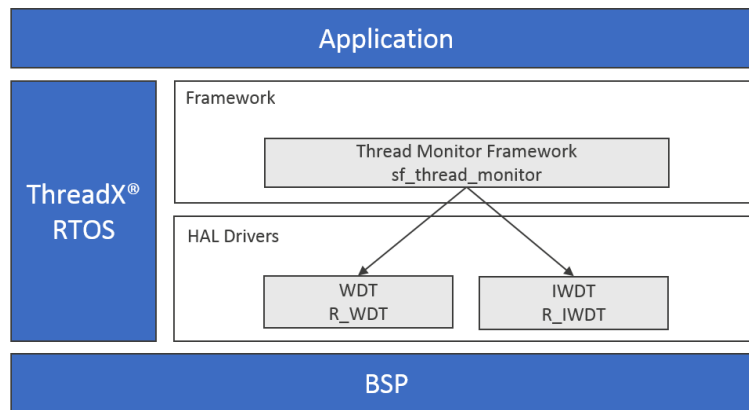 Application
ThreadX®
RTOS
Framework
Thread Monitor Framework
sf_thread_monitor
HAL Drivers
WDT
R_WDT
IWDT
R_IWDT
BSP